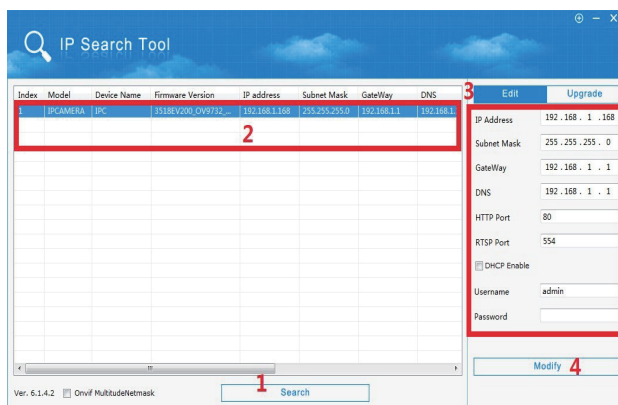 IP Search Tool
Index Model Device Name Firmware Version IP address Subnet Mask GateWay DNS
1 IPCAMERA IPC 3518EV200_OV9732_... 192.168.1.168 255.255.255.0 192.168.1.1 192.168.1.
2
3 Edit Upgrade
IP Address 192 . 168 . 1 . 168
Subnet Mask 255 . 255 . 255 . 0
GateWay 192 . 168 . 1 . 1
DNS 192 . 168 . 1 . 1
HTTP Port 80
RTSP Port 554
DHCP Enable
Username admin
Password
Modify 4
Ver. 6.1.4.2 Onvif MultitudeNetmask 1 Search